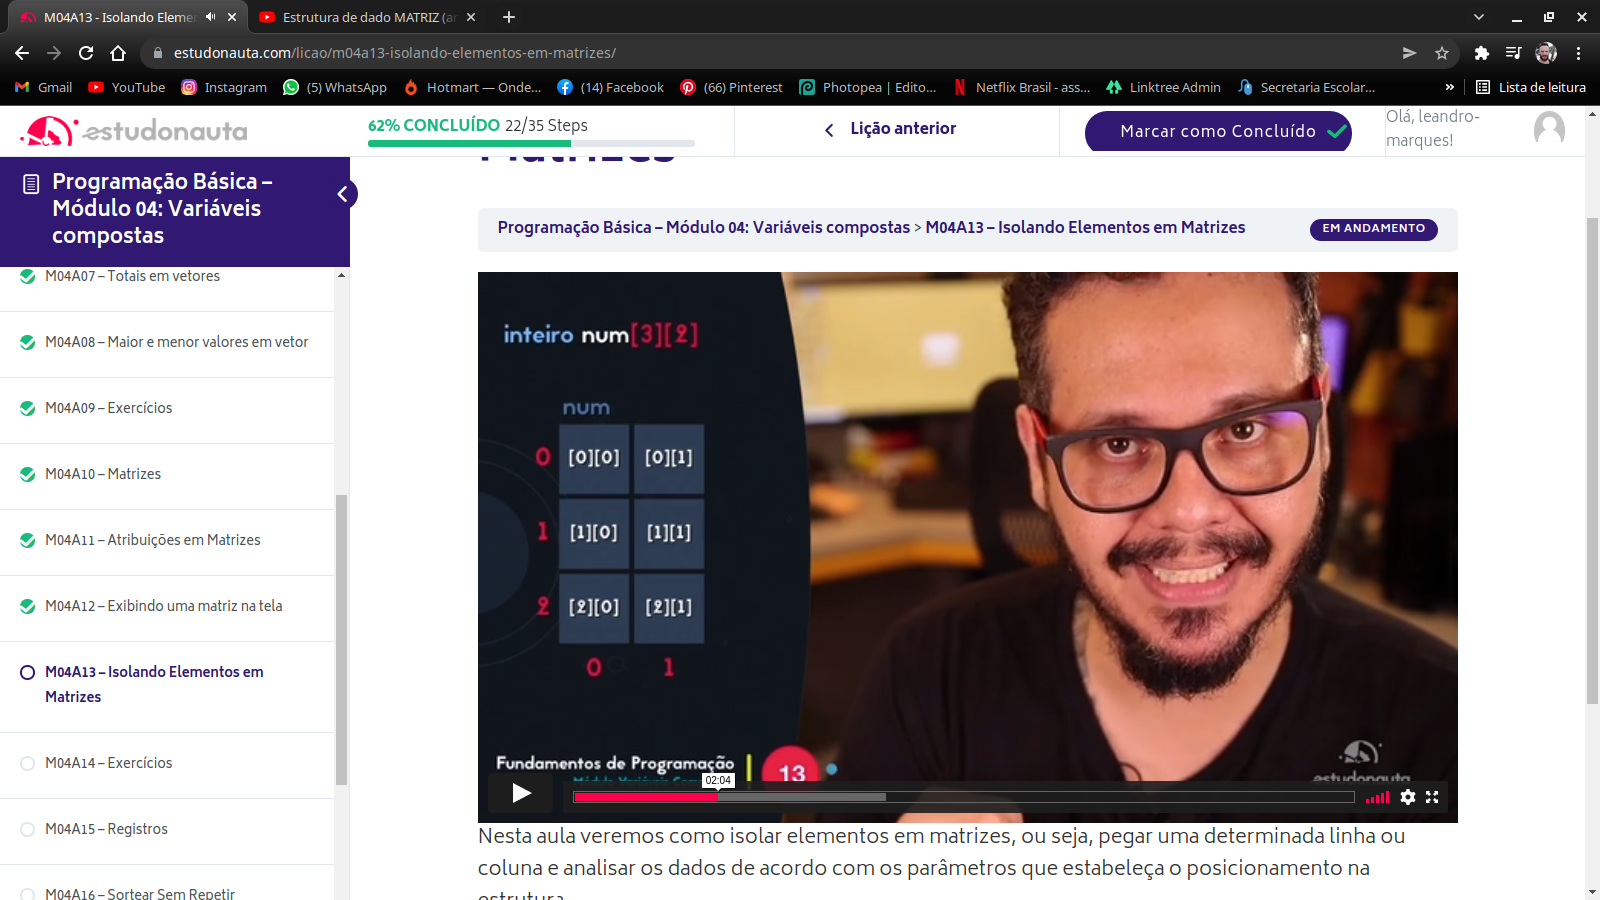 M04A13 - Isolando Eleme
Estrutura de dado MATRIZ (ar
estudonauta.com/licao/m04a13-isolando-elementos-em-matrizes/
Gmail
YouTube
Instagram
(5) WhatsApp
Hotmart — Onde...
(14) Facebook
(66) Pinterest
Photopea | Edito...
Netflix Brasil - ass...
Linktree Admin
Secretaria Escolar...
»
Lista de leitura
estudonauta
62% CONCLUÍDO 22/35 Steps
Lição anterior
Marcar como Concluído
Olá, leandro-
marques!
Matrizes
Programação Básica – 
Módulo 04: Variáveis
compostas
M04A07 – Totais em vetores
M04A08 – Maior e menor valores em vetor
M04A09 – Exercícios
M04A10 – Matrizes
M04A11 – Atribuições em Matrizes
M04A12 – Exibindo uma matriz na tela
M04A13 – Isolando Elementos em
Matrizes
M04A14 – Exercícios
M04A15 – Registros
M04A16 – Sortear Sem Repetir
Programação Básica – Módulo 04: Variáveis compostas > M04A13 – Isolando Elementos em Matrizes
EM ANDAMENTO
inteiro num[3][2]
num
0 [0][0] [0][1]
1 [1][0] [1][1]
2 [2][0] [2][1]
0 1
Fundamentos de Programação
13
estudonauta
02:04
Nesta aula veremos como isolar elementos em matrizes, ou seja, pegar uma determinada linha ou
coluna e analisar os dados de acordo com os parâmetros que estabeleça o posicionamento na
estrutura